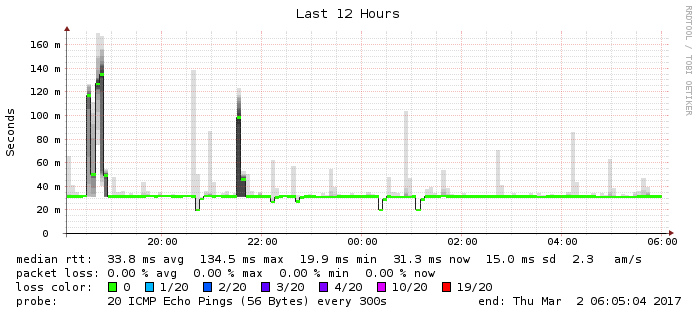 Last 12 Hours
RRDTOOL / TOBI OETIKER
Seconds
160 m
140 m
120 m
100 m
80 m
60 m
40 m
20 m
0
20:00 22:00 00:00 02:00 04:00 06:00
median rtt: 33.8 ms avg 134.5 ms max 19.9 ms min 31.3 ms now 15.0 ms sd 2.3 am/s
packet loss: 0.00 % avg 0.00 % max 0.00 % min 0.00 % now
loss color: 0 1/20 2/20 3/20 4/20 10/20 19/20
probe: 20 ICMP Echo Pings (56 Bytes) every 300s end: Thu Mar 2 06:05:04 2017